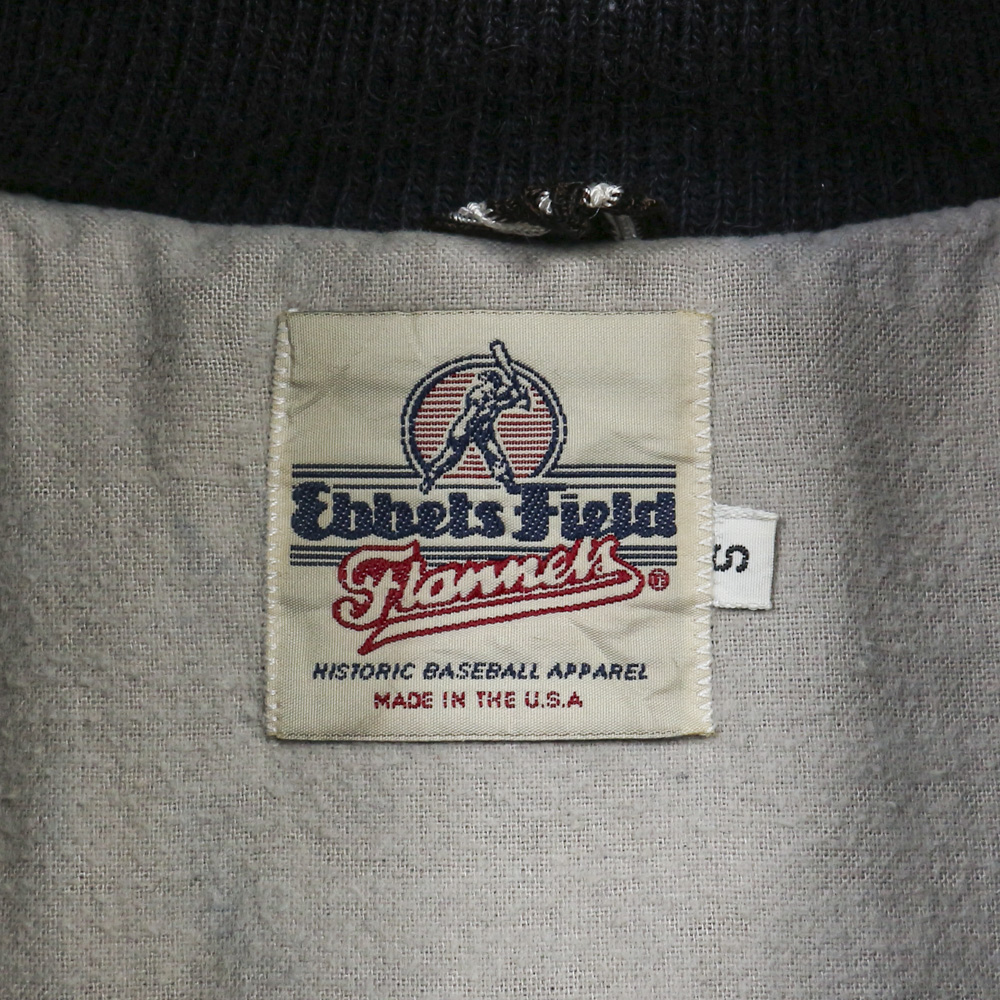 Ebbets Field
Flannels
HISTORIC BASEBALL APPAREL
MADE IN THE U.S.A
S